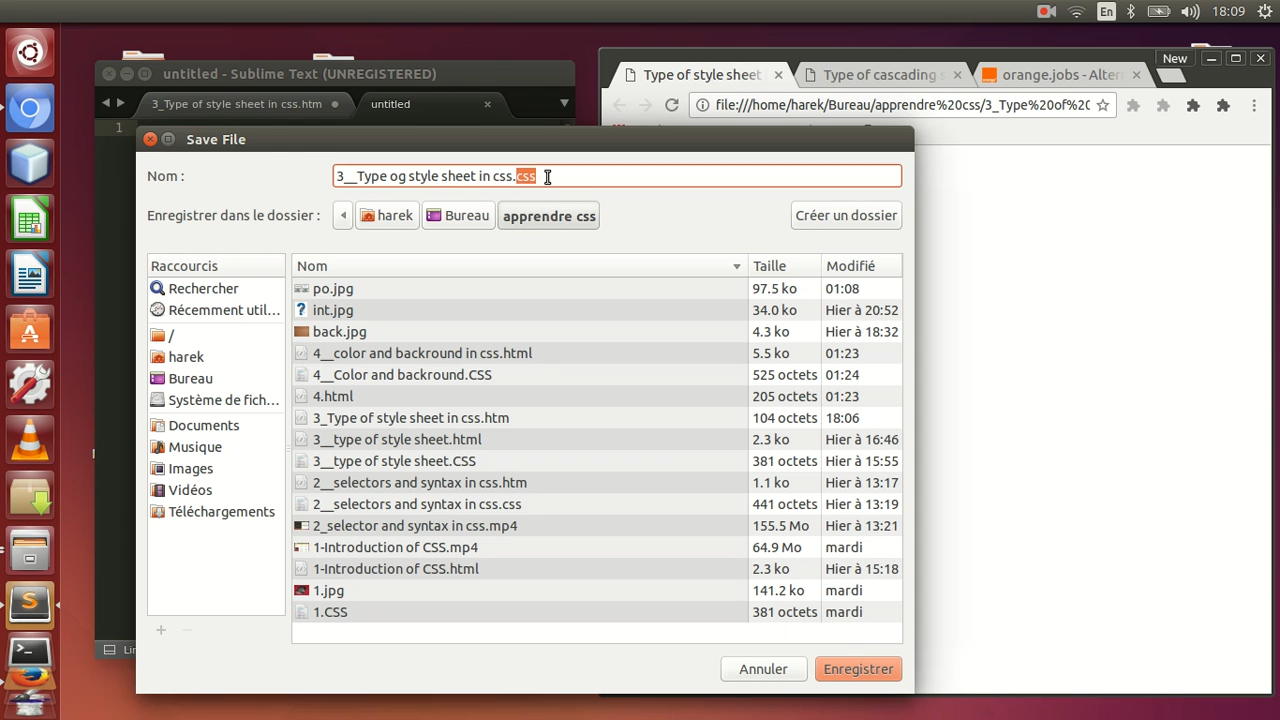 En
18:09
untitled - Sublime Text (UNREGISTERED)
3_Type of style sheet in css.htm
untitled
1
New
Type of style sheet
Type of cascading s
orange.jobs - Altern
file:///home/harek/Bureau/apprendre%20css/3_Type%20of%20
Save File
Nom :
3__Type og style sheet in css.css
Enregistrer dans le dossier :
harek
Bureau
apprendre css
Créer un dossier
Raccourcis
Rechercher
Récemment util...
/
harek
Bureau
Système de fich...
Documents
Musique
Images
Vidéos
Téléchargements
Nom Taille Modifié
po.jpg 97.5 ko 01:08
int.jpg 34.0 ko Hier à 20:52
back.jpg 4.3 ko Hier à 18:32
4__color and backround in css.html 5.5 ko 01:23
4__Color and backround.CSS 525 octets 01:24
4.html 205 octets 01:23
3_Type of style sheet in css.htm 104 octets 18:06
3__type of style sheet.html 2.3 ko Hier à 16:46
3__type of style sheet.CSS 381 octets Hier à 15:55
2__selectors and syntax in css.htm 1.1 ko Hier à 13:17
2__selectors and syntax in css.css 441 octets Hier à 13:19
2_selector and syntax in css.mp4 155.5 Mo Hier à 13:21
1-Introduction of CSS.mp4 64.9 Mo mardi
1-Introduction of CSS.html 2.3 ko Hier à 15:18
1.jpg 141.2 ko mardi
1.CSS 381 octets mardi
Lin
Annuler
Enregistrer